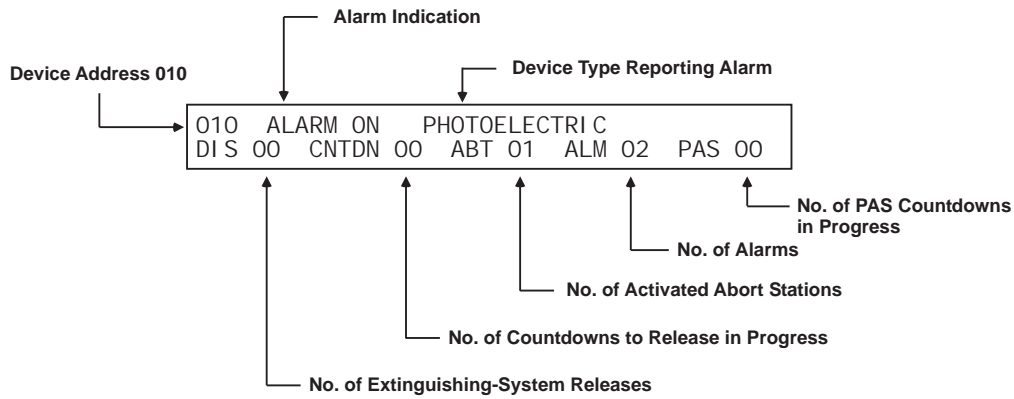 Alarm Indication
Device Address 010
Device Type Reporting Alarm
010 ALARM ON PHOTOELECTRIC
DIS 00 CNTDN 00 ABT 01 ALM 02 PAS 00
No. of PAS Countdowns
in Progress
No. of Alarms
No. of Activated Abort Stations
No. of Countdowns to Release in Progress
No. of Extinguishing-System Releases